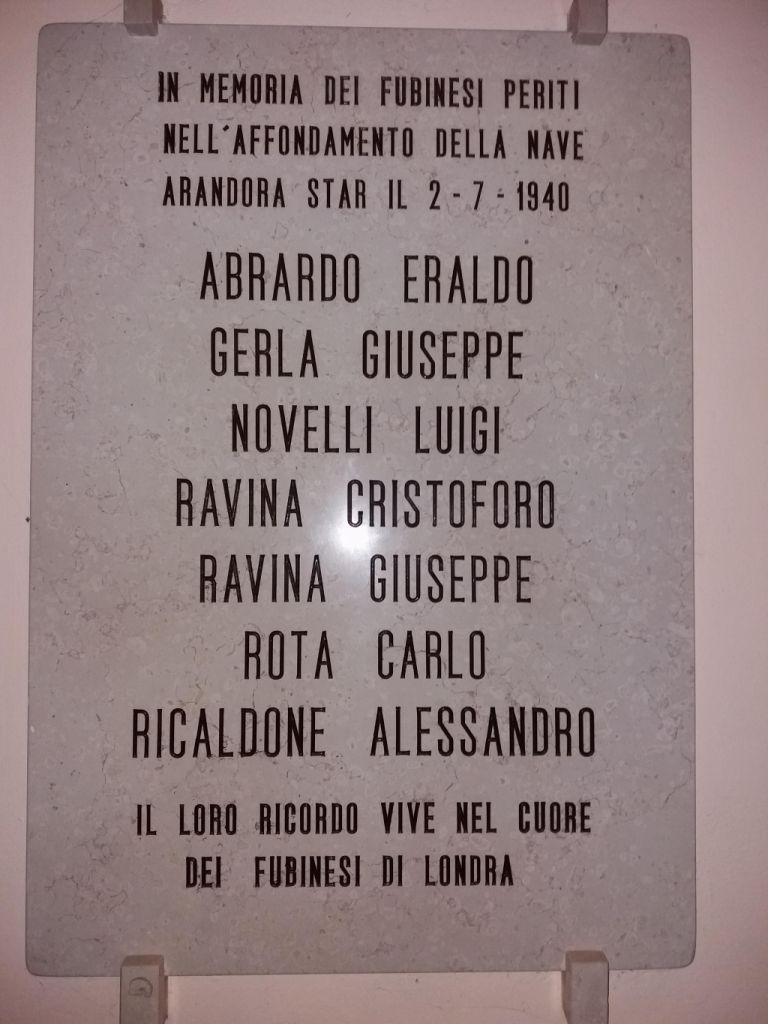 IN MEMORIA DEI FUBINESI PERITI
NELL'AFFONDAMENTO DELLA NAVE
ARANDORA STAR IL 2-7-1940
ABRARDO ERALDO
GERLA GIUSEPPE
NOVELLI LUIGI
RAVINA CRISTOFORO
RAVINA GIUSEPPE
ROTA CARLO
RICALDONE ALESSANDRO
IL LORO RICORDO VIVE NEL CUORE
DEI FUBINESI DI LONDRA